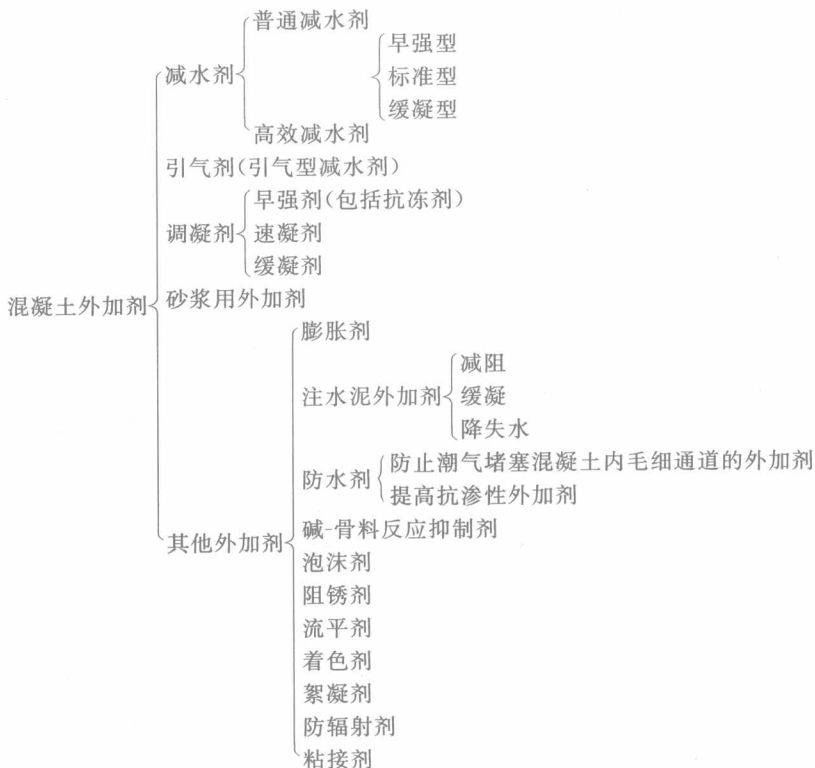 混凝土外加剂
减水剂
普通减水剂
早强型
标准型
缓凝型
高效减水剂
引气剂(引气型减水剂)
调凝剂
早强剂(包括抗冻剂)
速凝剂
缓凝剂
砂浆用外加剂
其他外加剂
膨胀剂
注水泥外加剂
减阻
缓凝
降失水
防水剂
防止潮气堵塞混凝土内毛细通道的外加剂
提高抗渗性外加剂
碱-骨料反应抑制剂
泡沫剂
阻锈剂
流平剂
着色剂
絮凝剂
防辐射剂
粘接剂